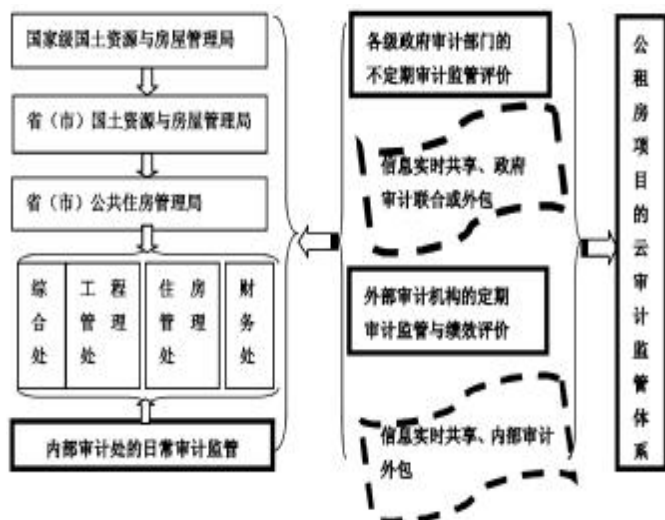 国家级国土资源与房屋管理局
省（市）国土资源与房屋管理局
省（市）公共住房管理局
综合处
工程管理处
住房管理处
财务处
内部审计处的日常审计监管
各级政府审计部门的
不定期审计监管评价
信息实时共享、政府
审计联合或外包
外部审计机构的定期
审计监管与绩效评价
信息实时共享、内部审计
外包
公租房项目的云审计监管体系